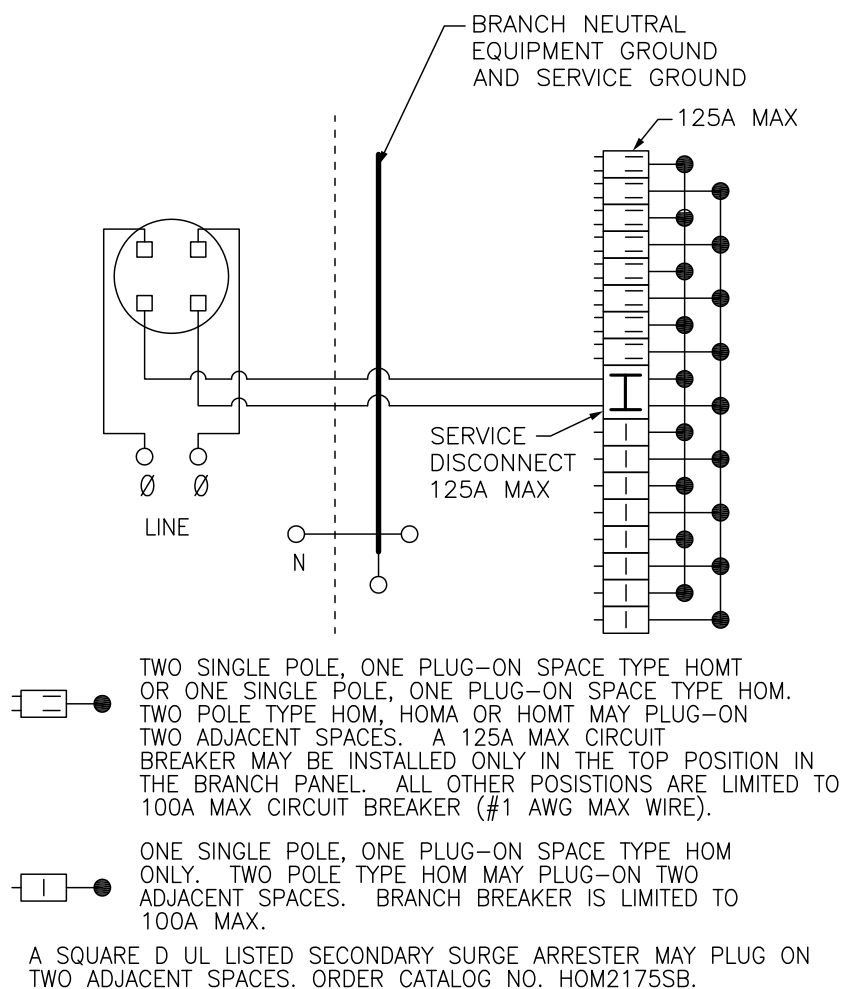 BRANCH NEUTRAL
EQUIPMENT GROUND
AND SERVICE GROUND
125A MAX
SERVICE
DISCONNECT
125A MAX
Ø Ø
LINE
N
TWO SINGLE POLE, ONE PLUG-ON SPACE TYPE HOMT
OR ONE SINGLE POLE, ONE PLUG-ON SPACE TYPE HOM.
TWO POLE TYPE HOM, HOMA OR HOMT MAY PLUG-ON
TWO ADJACENT SPACES. A 125A MAX CIRCUIT
BREAKER MAY BE INSTALLED ONLY IN THE TOP POSITION IN
THE BRANCH PANEL. ALL OTHER POSISTIONS ARE LIMITED TO
100A MAX CIRCUIT BREAKER (#1 AWG MAX WIRE).
ONE SINGLE POLE, ONE PLUG-ON SPACE TYPE HOM
ONLY. TWO POLE TYPE HOM MAY PLUG-ON TWO
ADJACENT SPACES. BRANCH BREAKER IS LIMITED TO
100A MAX.
A SQUARE D UL LISTED SECONDARY SURGE ARRESTER MAY PLUG ON
TWO ADJACENT SPACES. ORDER CATALOG NO. HOM2175SB.